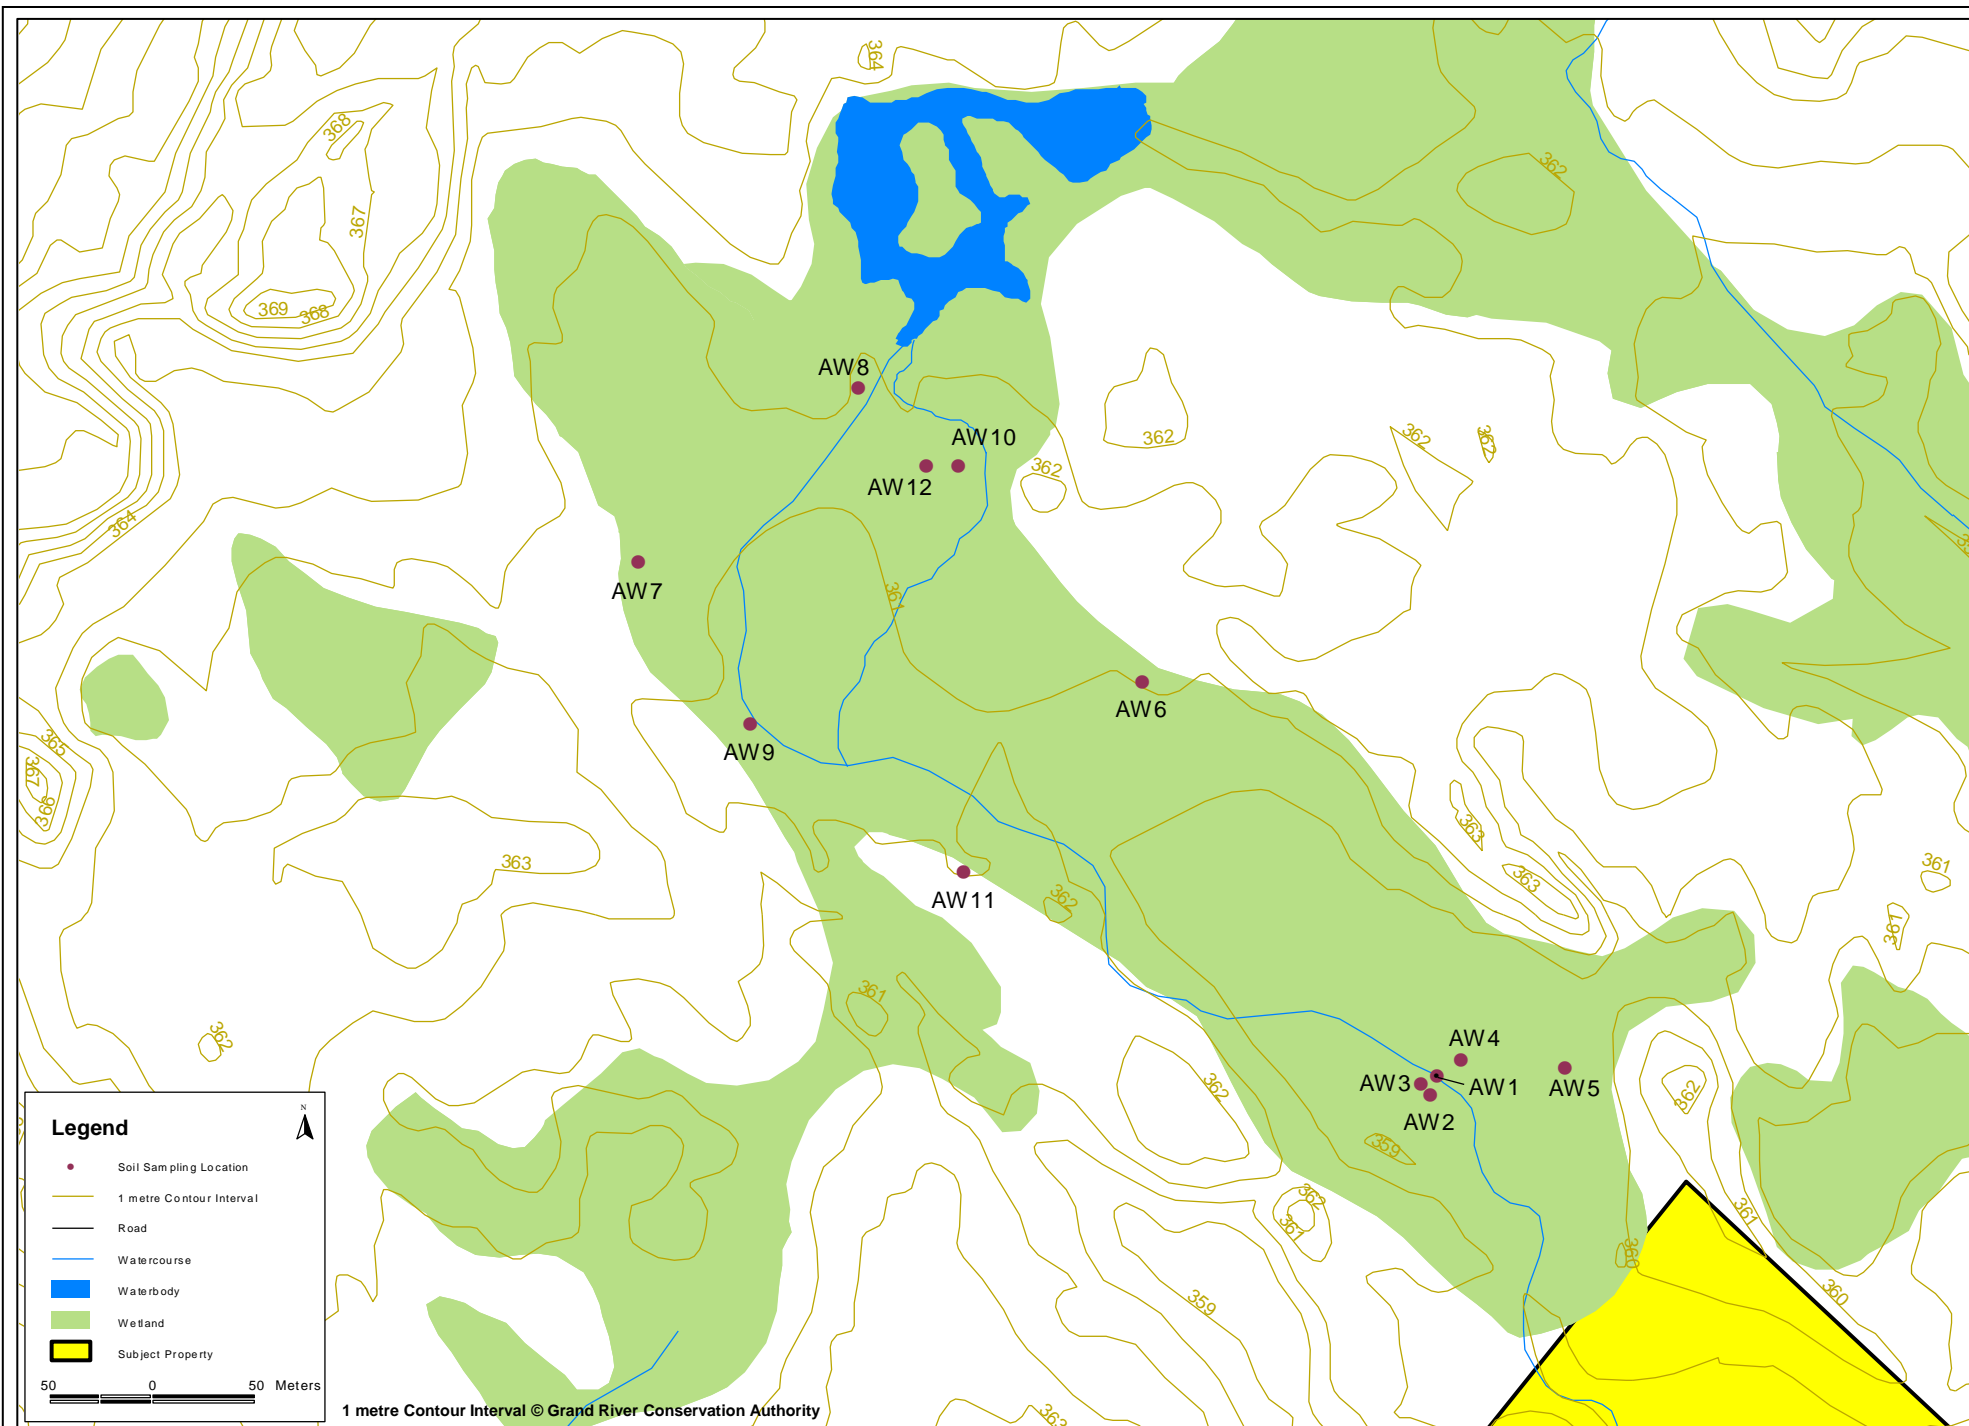 364
368
362
367
369
368
AW8
362
362
362
AW10
362
362
AW12
364
361
AW7
AW6
365
AW9
367
366
363
363
363
361
AW11
362
361
361
362
362
AW4
AW3
AW1
AW5
AW2
362
359
362
361
361
360
360
359
363
Legend
N
Soil Sampling Location
1 metre Contour Interval
Road
Watercourse
Waterbody
Wetland
Subject Property
50 0 50 Meters
1 metre Contour Interval © Grand River Conservation Authority